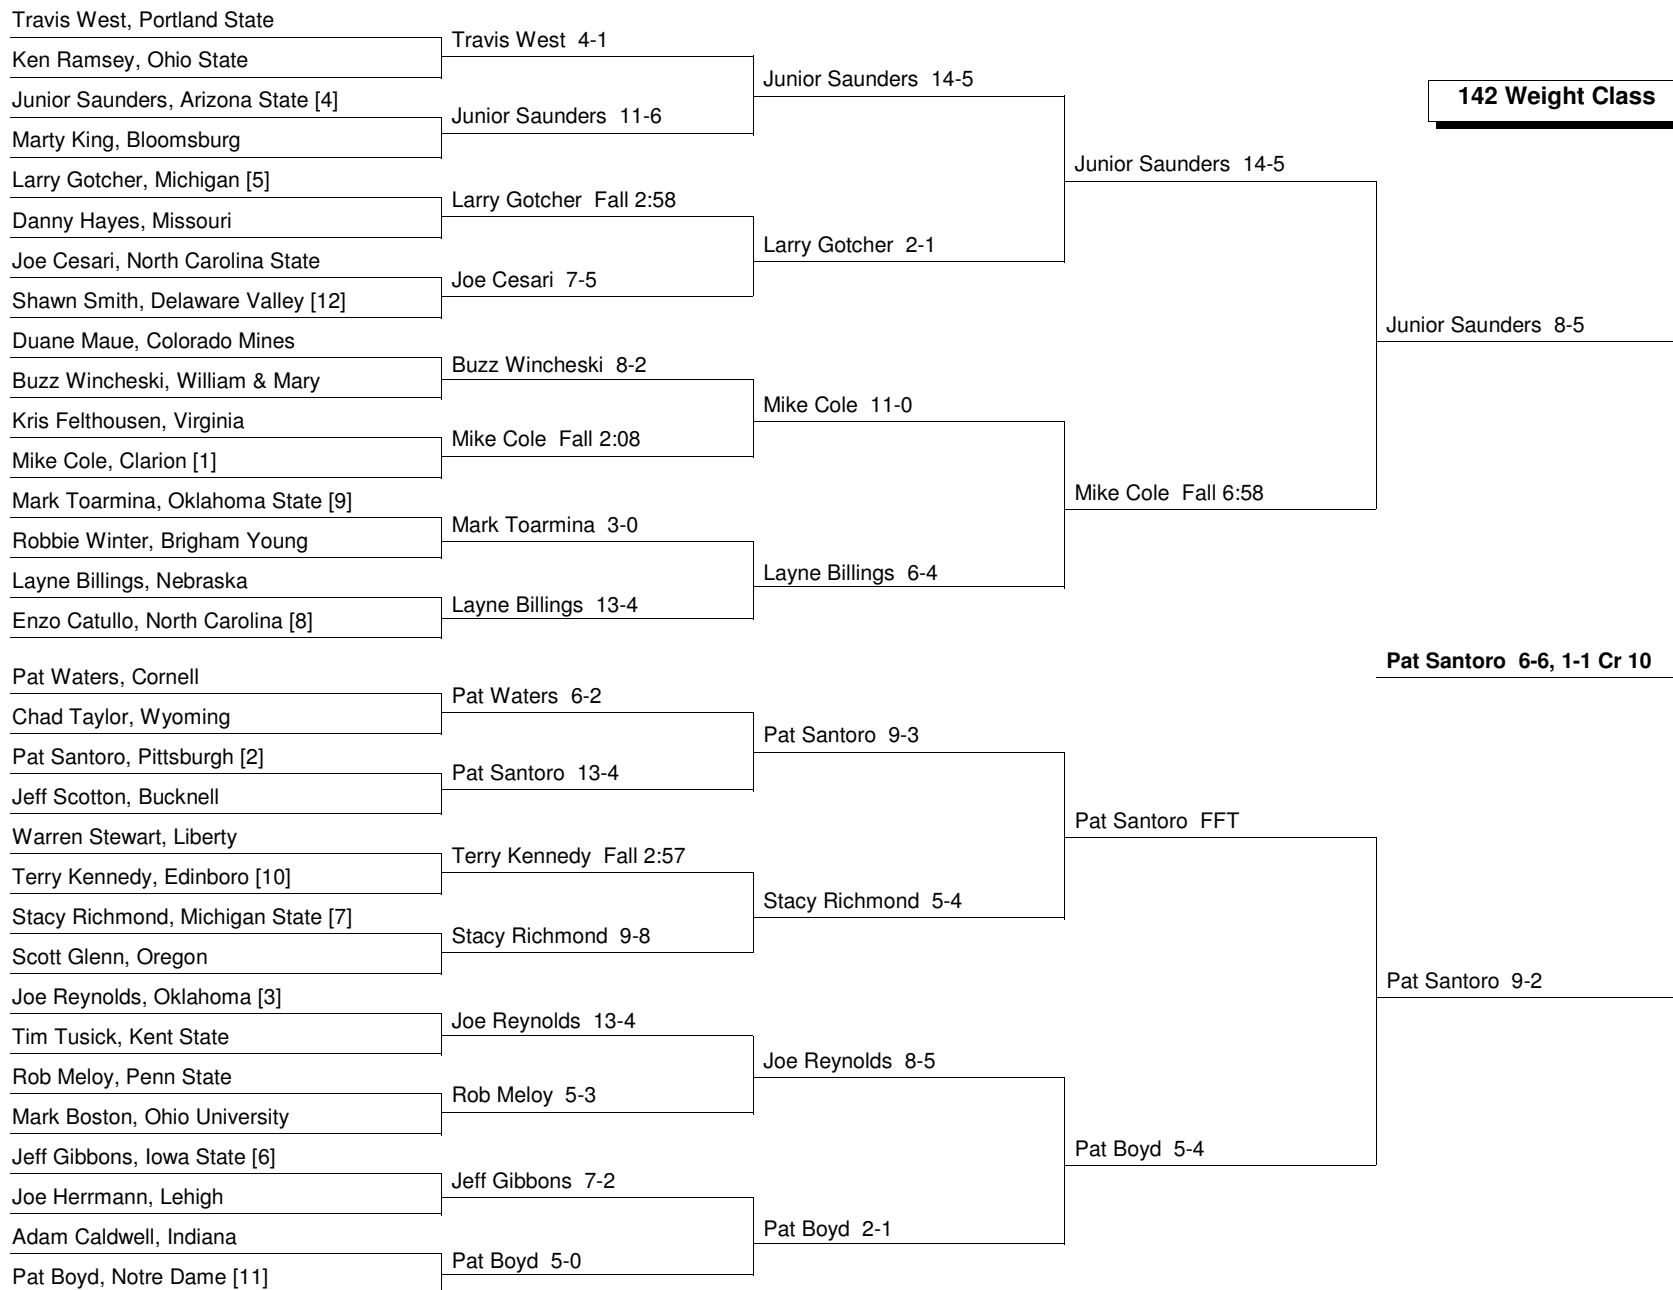 Travis West, Portland State
Ken Ramsey, Ohio State
Junior Saunders, Arizona State [4]
Marty King, Bloomsburg
Larry Gotcher, Michigan [5]
Danny Hayes, Missouri
Joe Cesari, North Carolina State
Shawn Smith, Delaware Valley [12]
Duane Maue, Colorado Mines
Buzz Wincheski, William & Mary
Kris Felthousen, Virginia
Mike Cole, Clarion [1]
Mark Toarmina, Oklahoma State [9]
Robbie Winter, Brigham Young
Layne Billings, Nebraska
Enzo Catullo, North Carolina [8]
Pat Waters, Cornell
Chad Taylor, Wyoming
Pat Santoro, Pittsburgh [2]
Jeff Scotton, Bucknell
Warren Stewart, Liberty
Terry Kennedy, Edinboro [10]
Stacy Richmond, Michigan State [7]
Scott Glenn, Oregon
Joe Reynolds, Oklahoma [3]
Tim Tusick, Kent State
Rob Meloy, Penn State
Mark Boston, Ohio University
Jeff Gibbons, Iowa State [6]
Joe Herrmann, Lehigh
Adam Caldwell, Indiana
Pat Boyd, Notre Dame [11]
Travis West 4-1
Junior Saunders 11-6
Larry Gotcher Fall 2:58
Joe Cesari 7-5
Buzz Wincheski 8-2
Mike Cole Fall 2:08
Mark Toarmina 3-0
Layne Billings 13-4
Pat Waters 6-2
Pat Santoro 13-4
Terry Kennedy Fall 2:57
Stacy Richmond 9-8
Joe Reynolds 13-4
Rob Meloy 5-3
Jeff Gibbons 7-2
Pat Boyd 5-0
Junior Saunders 14-5
Larry Gotcher 2-1
Mike Cole 11-0
Layne Billings 6-4
Pat Santoro 9-3
Stacy Richmond 5-4
Joe Reynolds 8-5
Pat Boyd 2-1
Junior Saunders 14-5
Mike Cole Fall 6:58
Pat Santoro FFT
Pat Boyd 5-4
142 Weight Class
Junior Saunders 8-5
Pat Santoro 6-6, 1-1 Cr 10
Pat Santoro 9-2